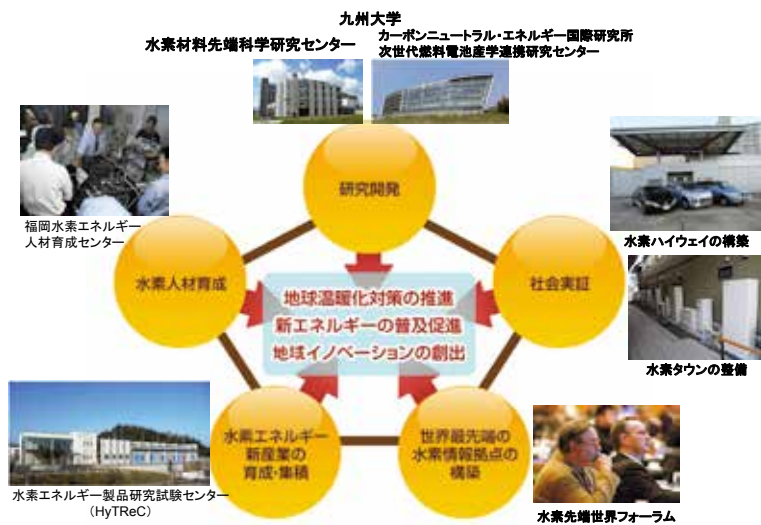 九州大学
水素材料先端科学研究センター
カーボンニュートラル・エネルギー国際研究所
次世代燃料電池産学連携研究センター
研究開発
福岡水素エネルギー
人材育成センター
水素人材育成
社会実証
水素ハイウェイの構築
地球温暖化対策の推進
新エネルギーの普及促進
地域イノベーションの創出
水素タウンの整備
水素エネルギー
新産業の
育成・集積
世界最先端の
水素情報拠点の
構築
水素エネルギー製品研究試験センター
(HyTReC)
水素先端世界フォーラム